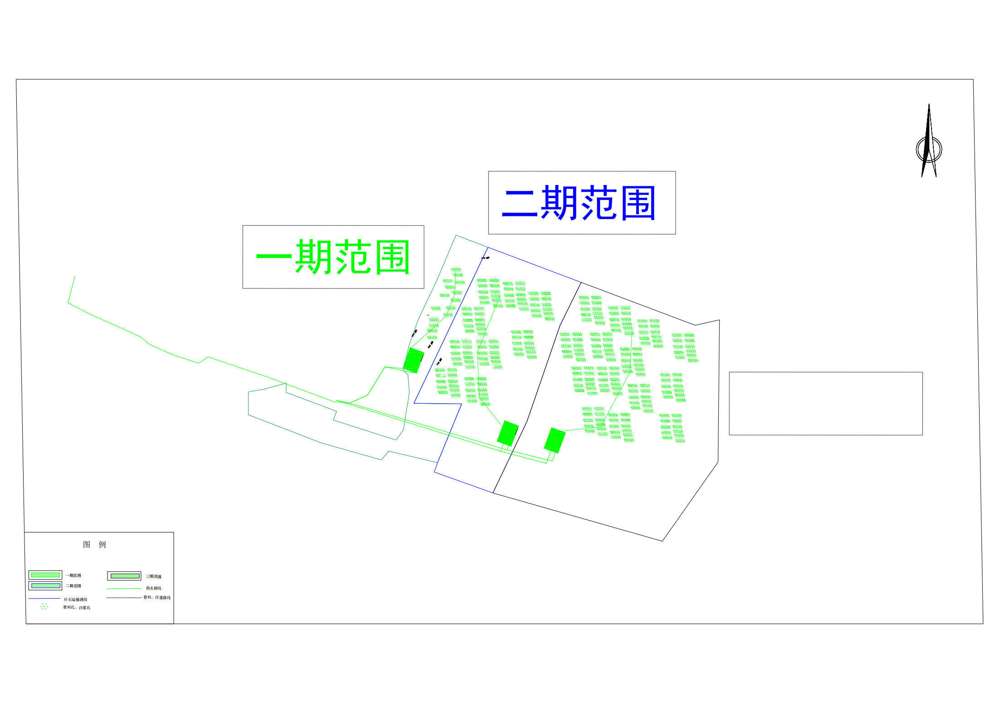 二期范围
一期范围
图 例
一期范围
三期范围
二期范围
供水路线
矸石运输路线
骨料、注浆路线
骨料孔、注浆孔